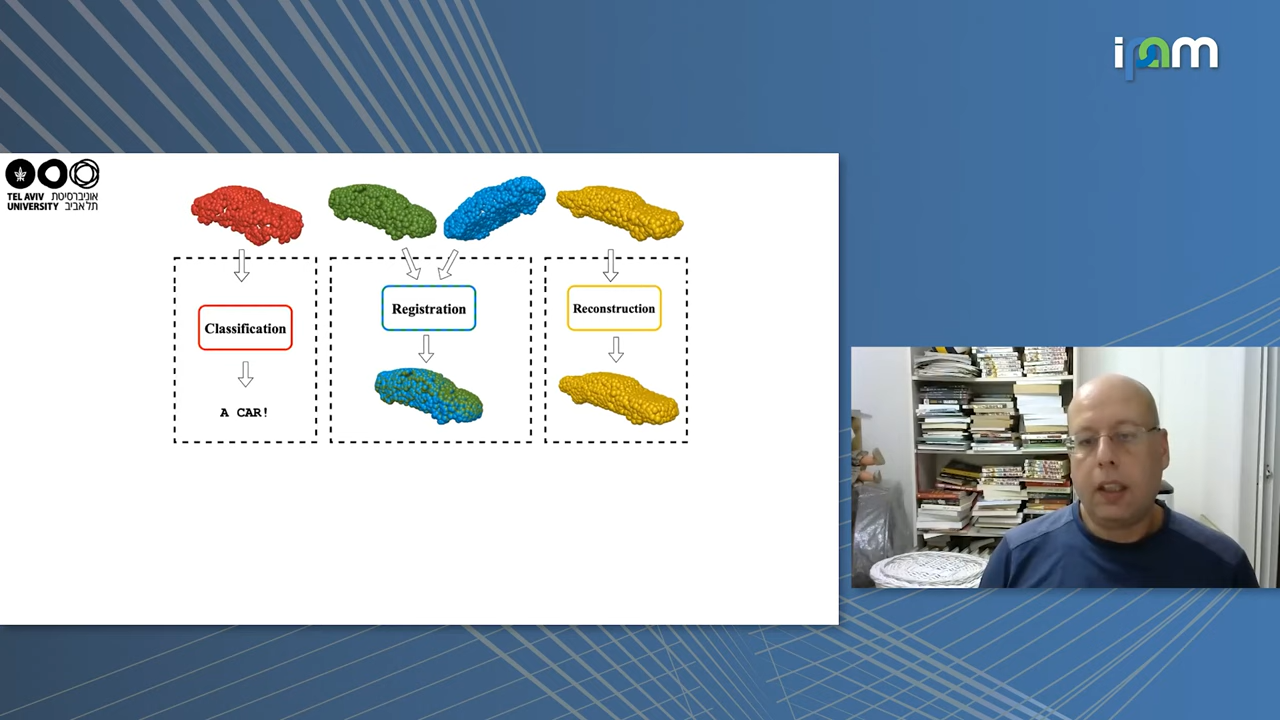 ipam
TEL AVIV אוניברסיטת
UNIVERSITY תל אביב
Classification
A CAR!
Registration
Reconstruction